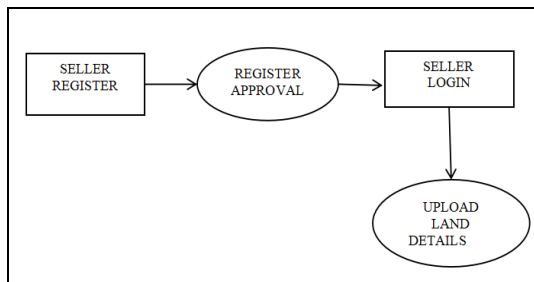 SELLER
REGISTER
REGISTER
APPROVAL
SELLER
LOGIN
UPLOAD
LAND
DETAILS